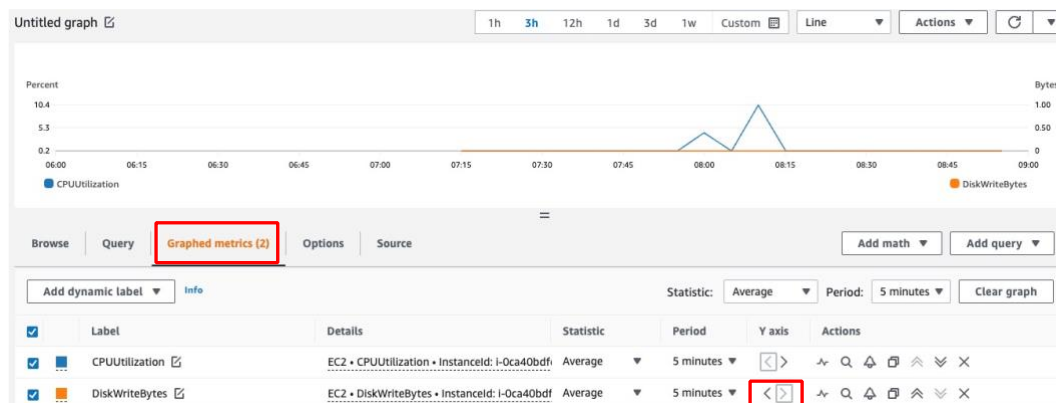 Untitled graph
1h 3h 12h 1d 3d 1w Custom Line Actions
Percent Bytes
10.4 1.00
5.3 0.50
0.2 0
06:00 06:15 06:30 06:45 07:00 07:15 07:30 07:45 08:00 08:15 08:30 08:45 09:00
CPUUtilization DiskWriteBytes
Browse Query Graphed metrics (2) Options Source Add math Add query
Add dynamic label Info Statistic: Average Period: 5 minutes Clear graph
Label Details Statistic Period Y axis Actions
CPUUtilization EC2 • CPUUtilization • InstanceId: i-0ca40bdf Average 5 minutes < >
DiskWriteBytes EC2 • DiskWriteBytes • InstanceId: i-0ca40bdf Average 5 minutes < >